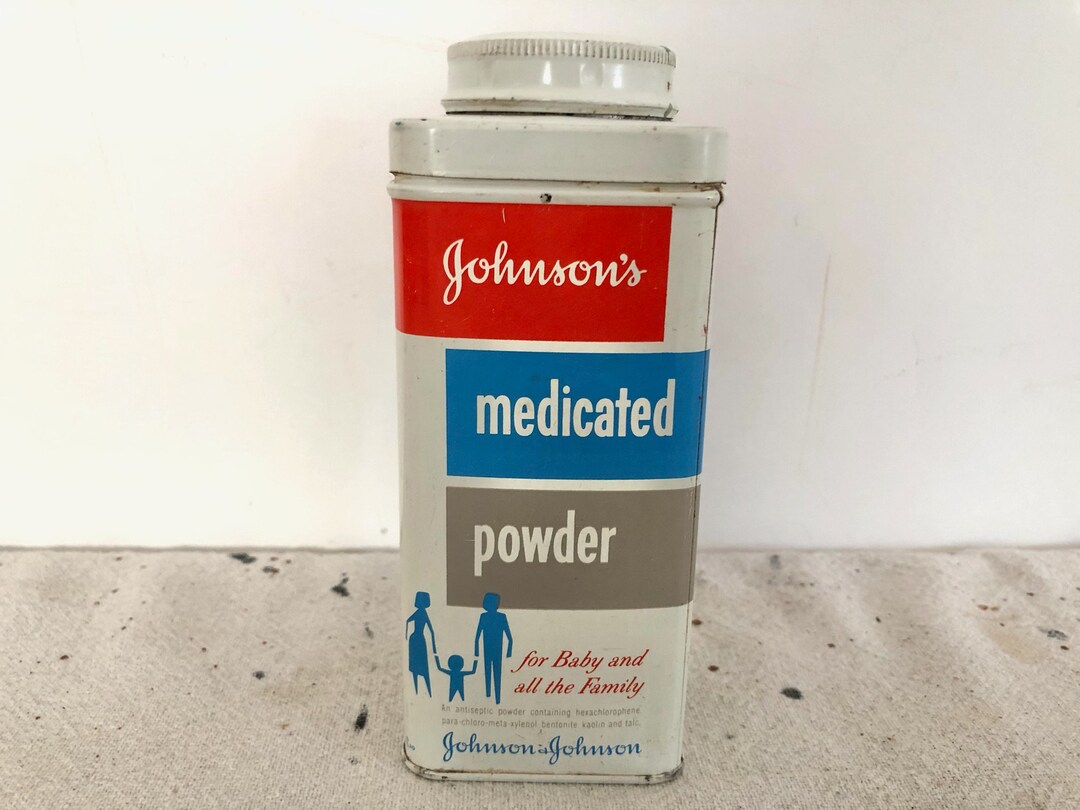 Johnson's
medicated
powder
for Baby and
all the Family
An antiseptic powder containing hexachlorophene
para-chloro-meta-xylenol bentonite kaolin and talc.
Johnson & Johnson